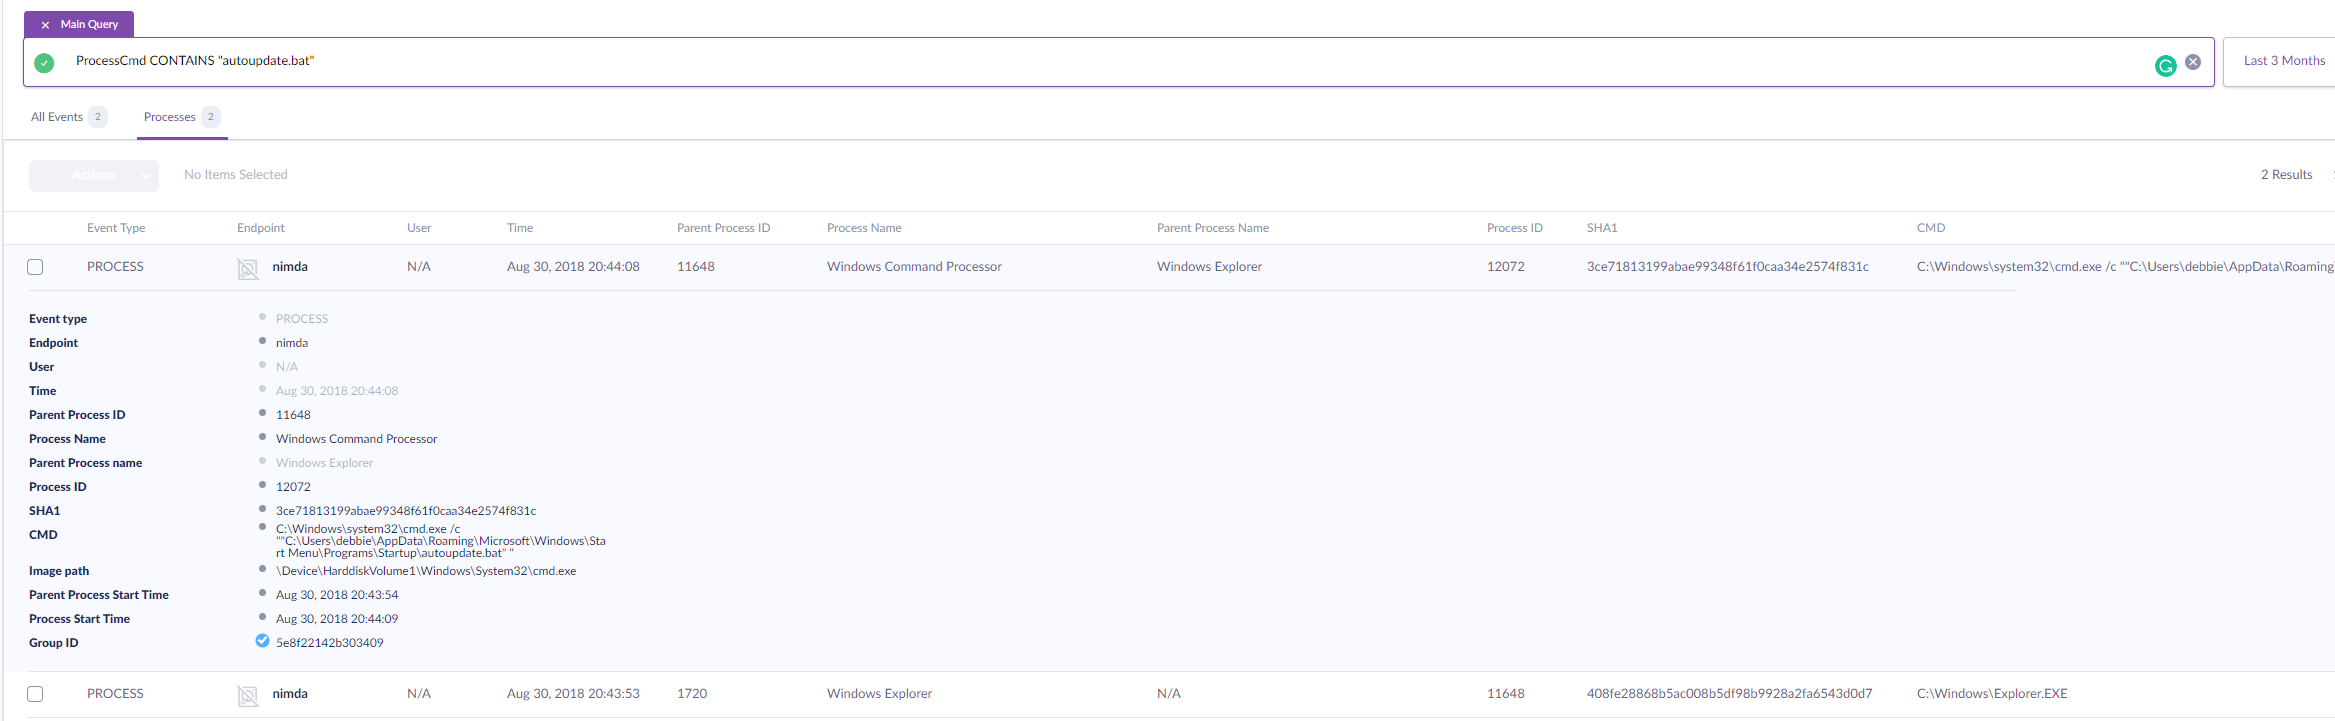 × Main Query
ProcessCmd CONTAINS "autoupdate.bat"
Last 3 Months
All Events 2 Processes 2
Actions No Items Selected 2 Results
Event Type Endpoint User Time Parent Process ID Process Name Parent Process Name Process ID SHA1 CMD
PROCESS nimda N/A Aug 30, 2018 20:44:08 11648 Windows Command Processor Windows Explorer 12072 3ce71813199abae99348f61f0caa34e2574f831c C:\Windows\system32\cmd.exe /c ""C:\Users\debbie\AppData\Roaming\
Event type PROCESS
Endpoint nimda
User N/A
Time Aug 30, 2018 20:44:08
Parent Process ID 11648
Process Name Windows Command Processor
Parent Process name Windows Explorer
Process ID 12072
SHA1 3ce71813199abae99348f61f0caa34e2574f831c
CMD C:\Windows\system32\cmd.exe /c
""C:\Users\debbie\AppData\Roaming\Microsoft\Windows\Sta
rt Menu\Programs\Startup\autoupdate.bat" "
Image path \Device\HarddiskVolume1\Windows\System32\cmd.exe
Parent Process Start Time Aug 30, 2018 20:43:54
Process Start Time Aug 30, 2018 20:44:09
Group ID 5e8f22142b303409
PROCESS nimda N/A Aug 30, 2018 20:43:53 1720 Windows Explorer N/A 11648 408fe28868b5ac008b5df98b9928a2fa6543d0d7 C:\Windows\Explorer.EXE